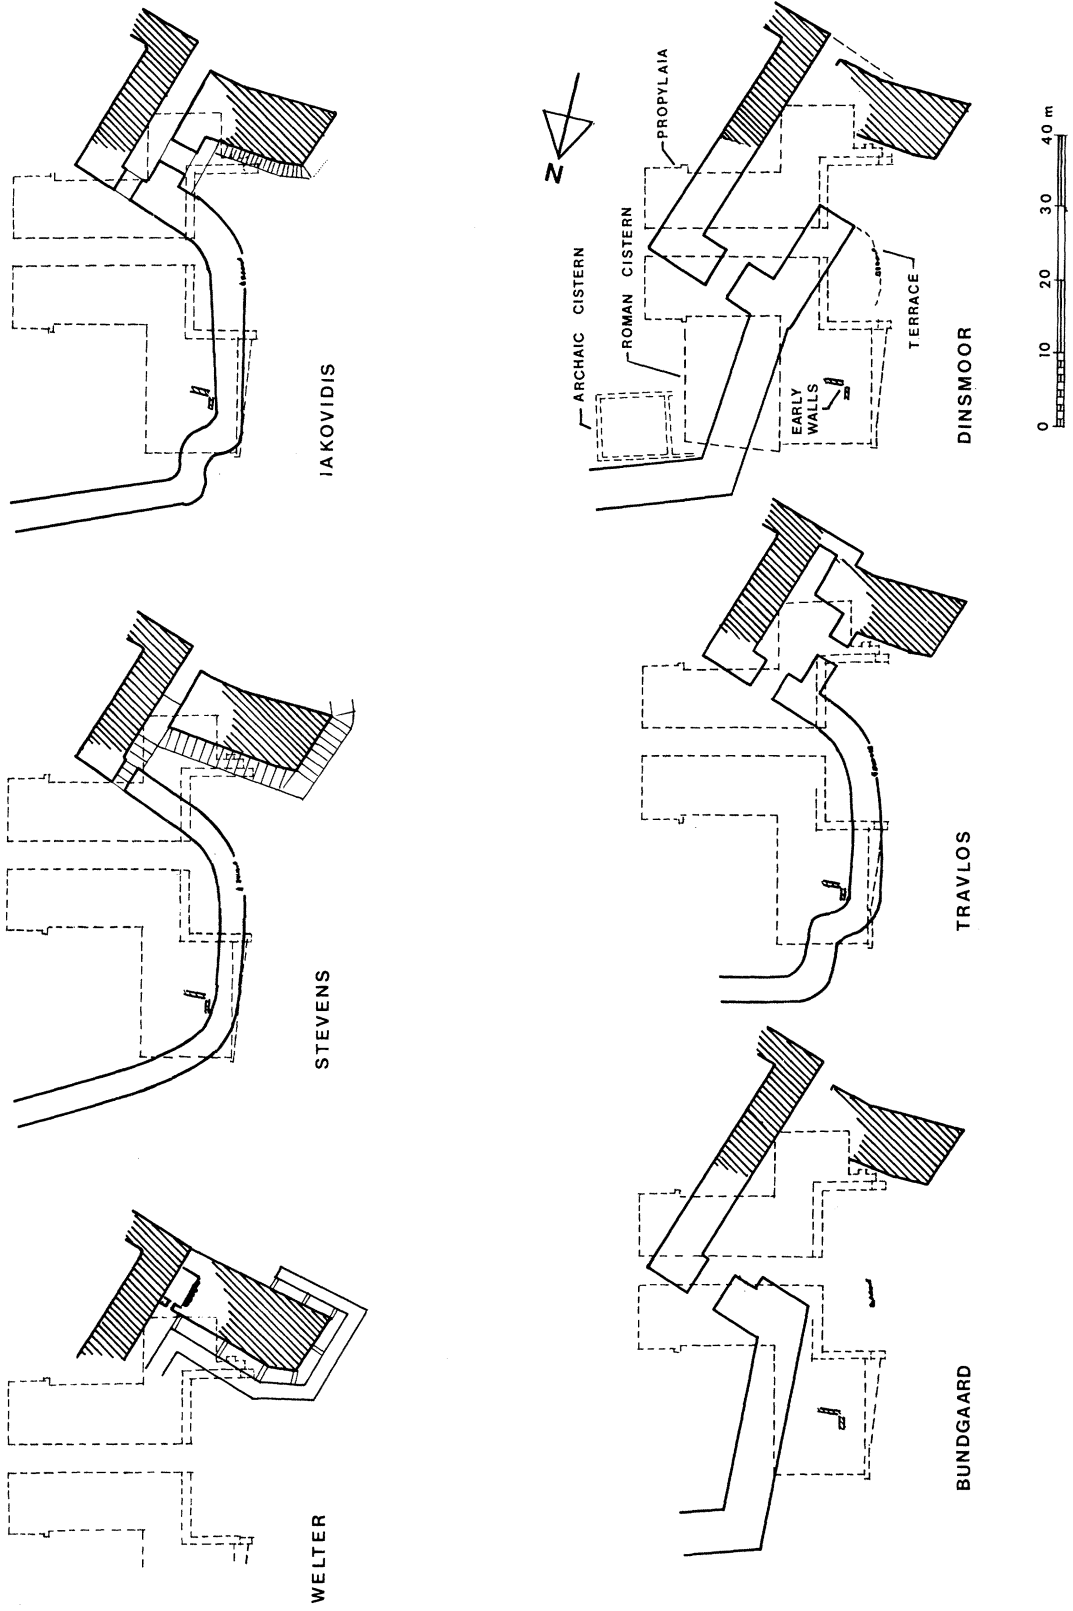 WELTER
STEVENS
IAKOVIDIS
BUNDGAARD
TRAVLOS
DINSMOOR
ARCHAIC CISTERN
ROMAN CISTERN
PROPYLAIA
EARLY
WALLS
TERRACE
N
0 10 20 30 40 m